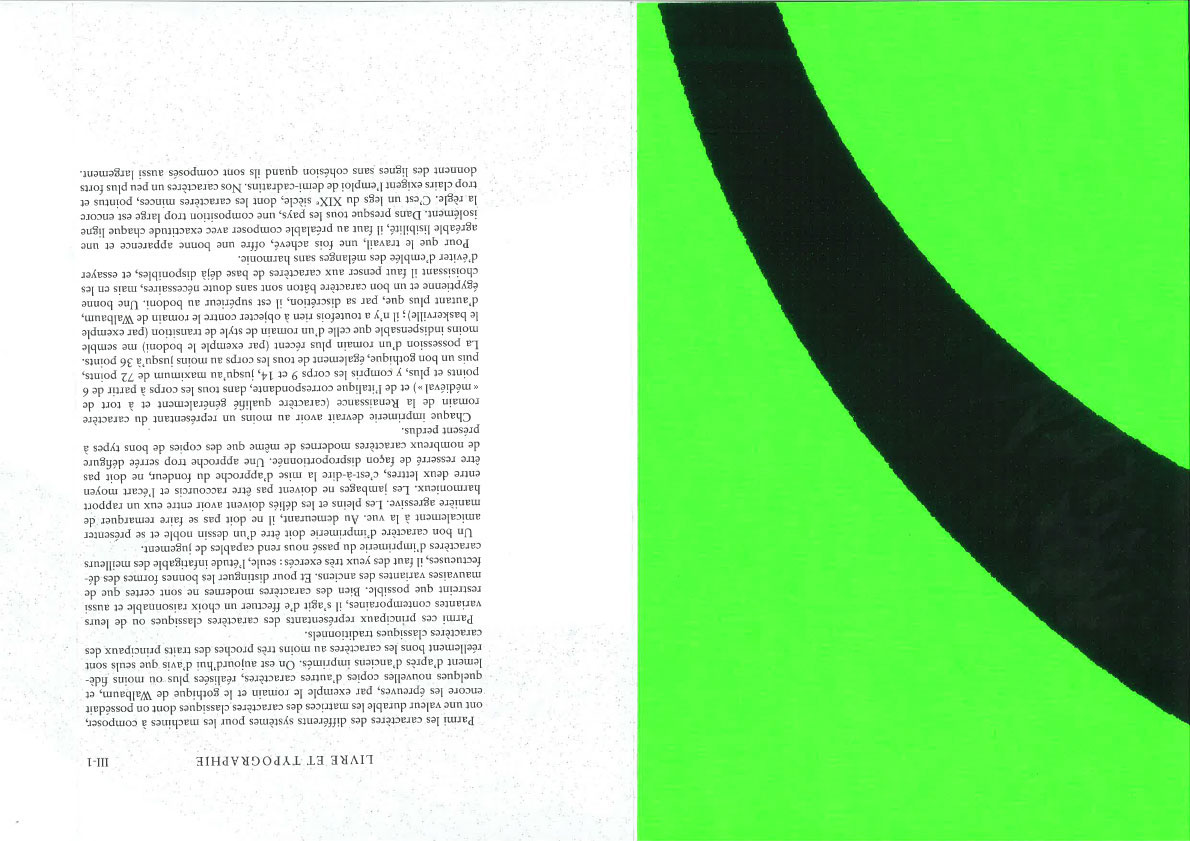 LIVRE ET TYPOGRAPHIE III-1
Parmi les caractères des différents systèmes pour les machines à composer,
ont une valeur durable les matrices des caractères classiques dont on possédait
encore les épreuves, par exemple le romain et le gothique de Walbaum, et
quelques nouvelles copies d'autres caractères, réalisées plus ou moins fidè-
lement d'après d'anciens imprimés. On est aujourd'hui d'avis que seuls sont
réellement bons les caractères au moins très proches des traits principaux des
caractères classiques traditionnels.
Parmi ces principaux représentants des caractères classiques ou de leurs
variantes contemporaines, il s'agit d'e ffectuer un choix raisonnable et aussi
restreint que possible. Bien des caractères modernes ne sont certes que de
mauvaises variantes des anciens. Et pour distinguer les bonnes formes des dé-
fectueuses, il faut des yeux très exercés : seule, l'étude infatigable des meilleurs
caractères d'imprimerie du passé nous rend capables de jugement.
Un bon caractère d'imprimerie doit être d'un dessin noble et se présenter
amicalement à la vue. Au demeurant, il ne doit pas se faire remarquer de
manière agressive. Les pleins et les déliés doivent avoir entre eux un rapport
harmonieux. Les jambages ne doivent pas être raccourcis et l'écart moyen
entre deux lettres, c'est-à-dire la mise d'approche du fondeur, ne doit pas
être resserré de façon disproportionnée. Une approche trop serrée défigure
de nombreux caractères modernes de même que des copies de bons types à
présent perdus.
Chaque imprimerie devrait avoir au moins un représentant du caractère
romain de la Renaissance (caractère qualifié généralement et à tort de
« médiéval ») et de l'italique correspondante, dans tous les corps à partir de 6
points et plus, y compris les corps 9 et 14, jusqu'au maximum de 72 points,
puis un bon gothique, également de tous les corps au moins jusqu'à 36 points.
La possession d'un romain plus récent (par exemple le bodoni) me semble
moins indispensable que celle d'un romain de style de transition (par exemple
le baskerville) ; il n'y a toutefois rien à objecter contre le romain de Walbaum,
d'autant plus que, par sa discrétion, il est supérieur au bodoni. Une bonne
égyptienne et un bon caractère bâton sont sans doute nécessaires, mais en les
choisissant il faut penser aux caractères de base déjà disponibles, et essayer
d'éviter d'emblée des mélanges sans harmonie.
Pour que le travail, une fois achevé, offre une bonne apparence et une
agréable lisibilité, il faut au préalable composer avec exactitude chaque ligne
isolément. Dans presque tous les pays, une composition trop large est encore
la règle. C'est un legs du XIXe siècle, dont les caractères minces, pointus et
trop clairs exigent l'emploi de demi-cadratins. Nos caractères un peu plus forts
donnent des lignes sans cohésion quand ils sont composés aussi largement.